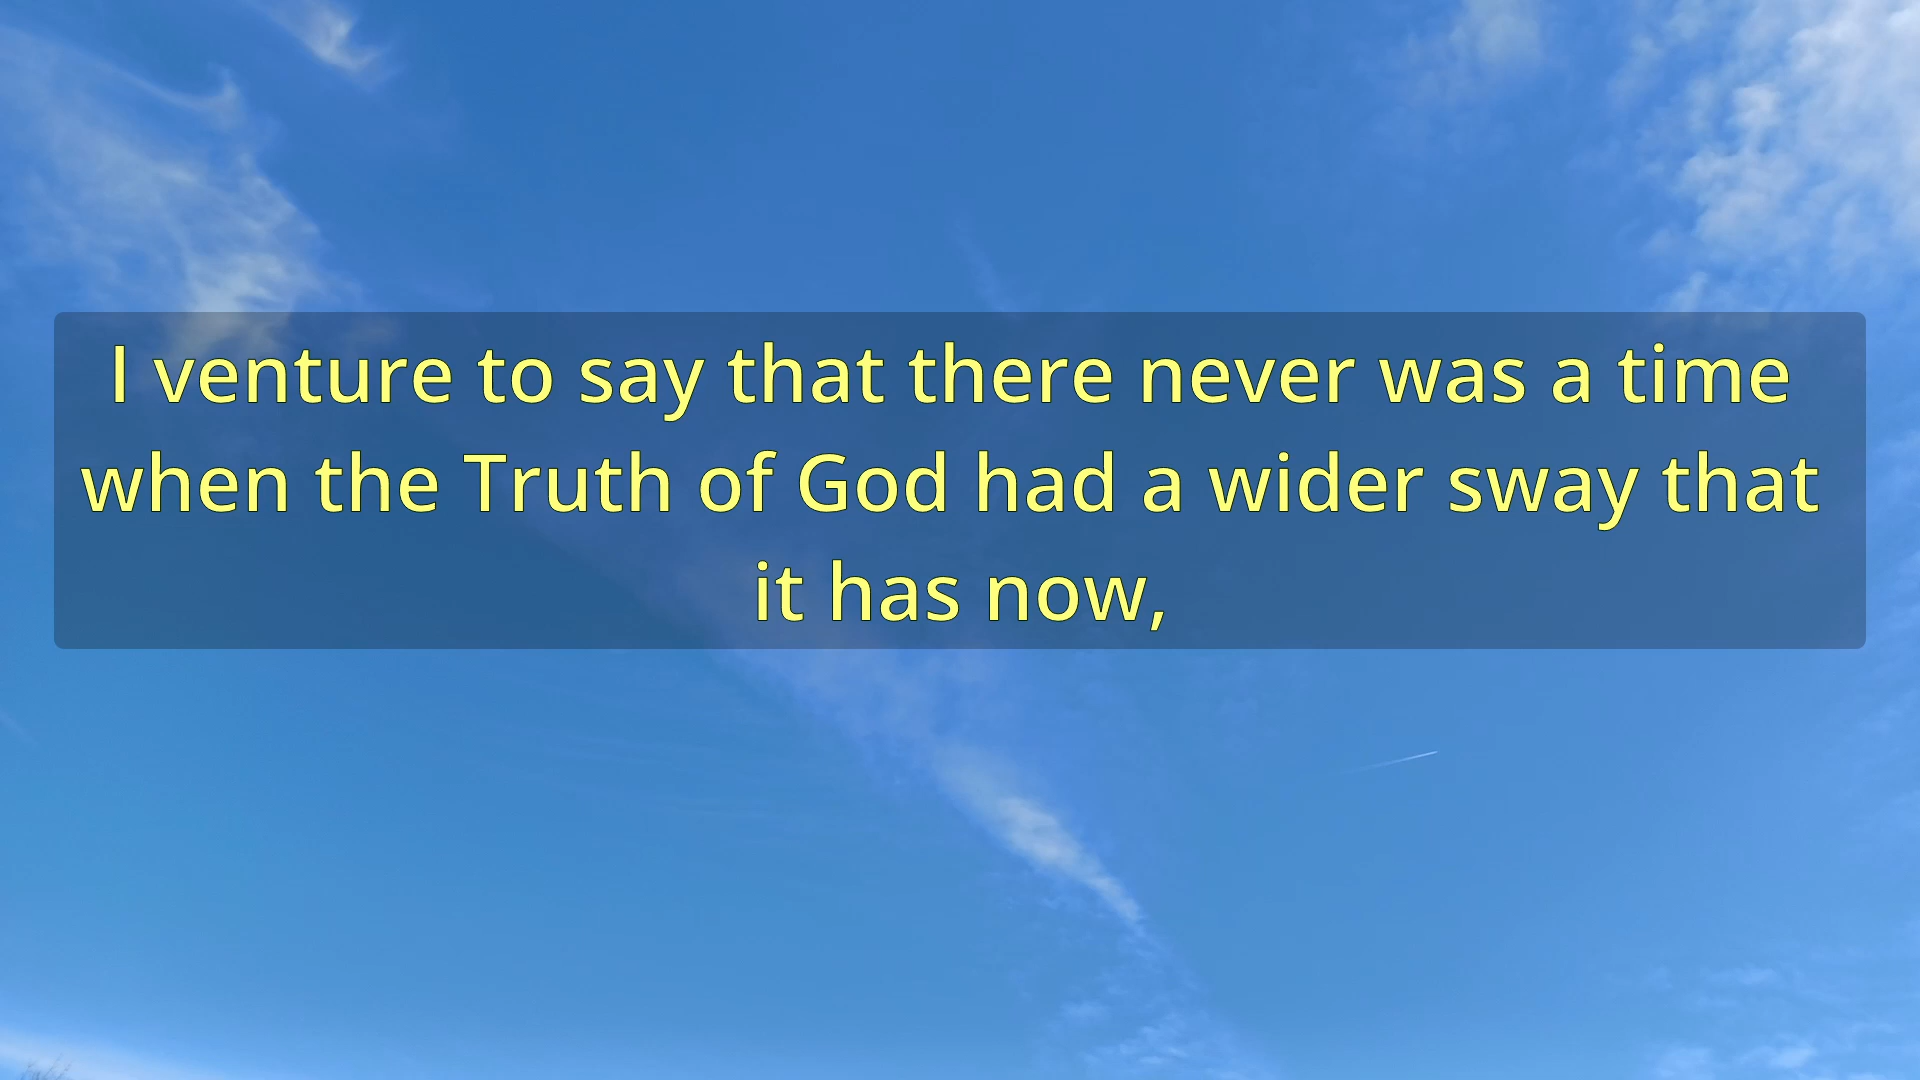 I venture to say that there never was a time
when the Truth of God had a wider sway that
it has now,